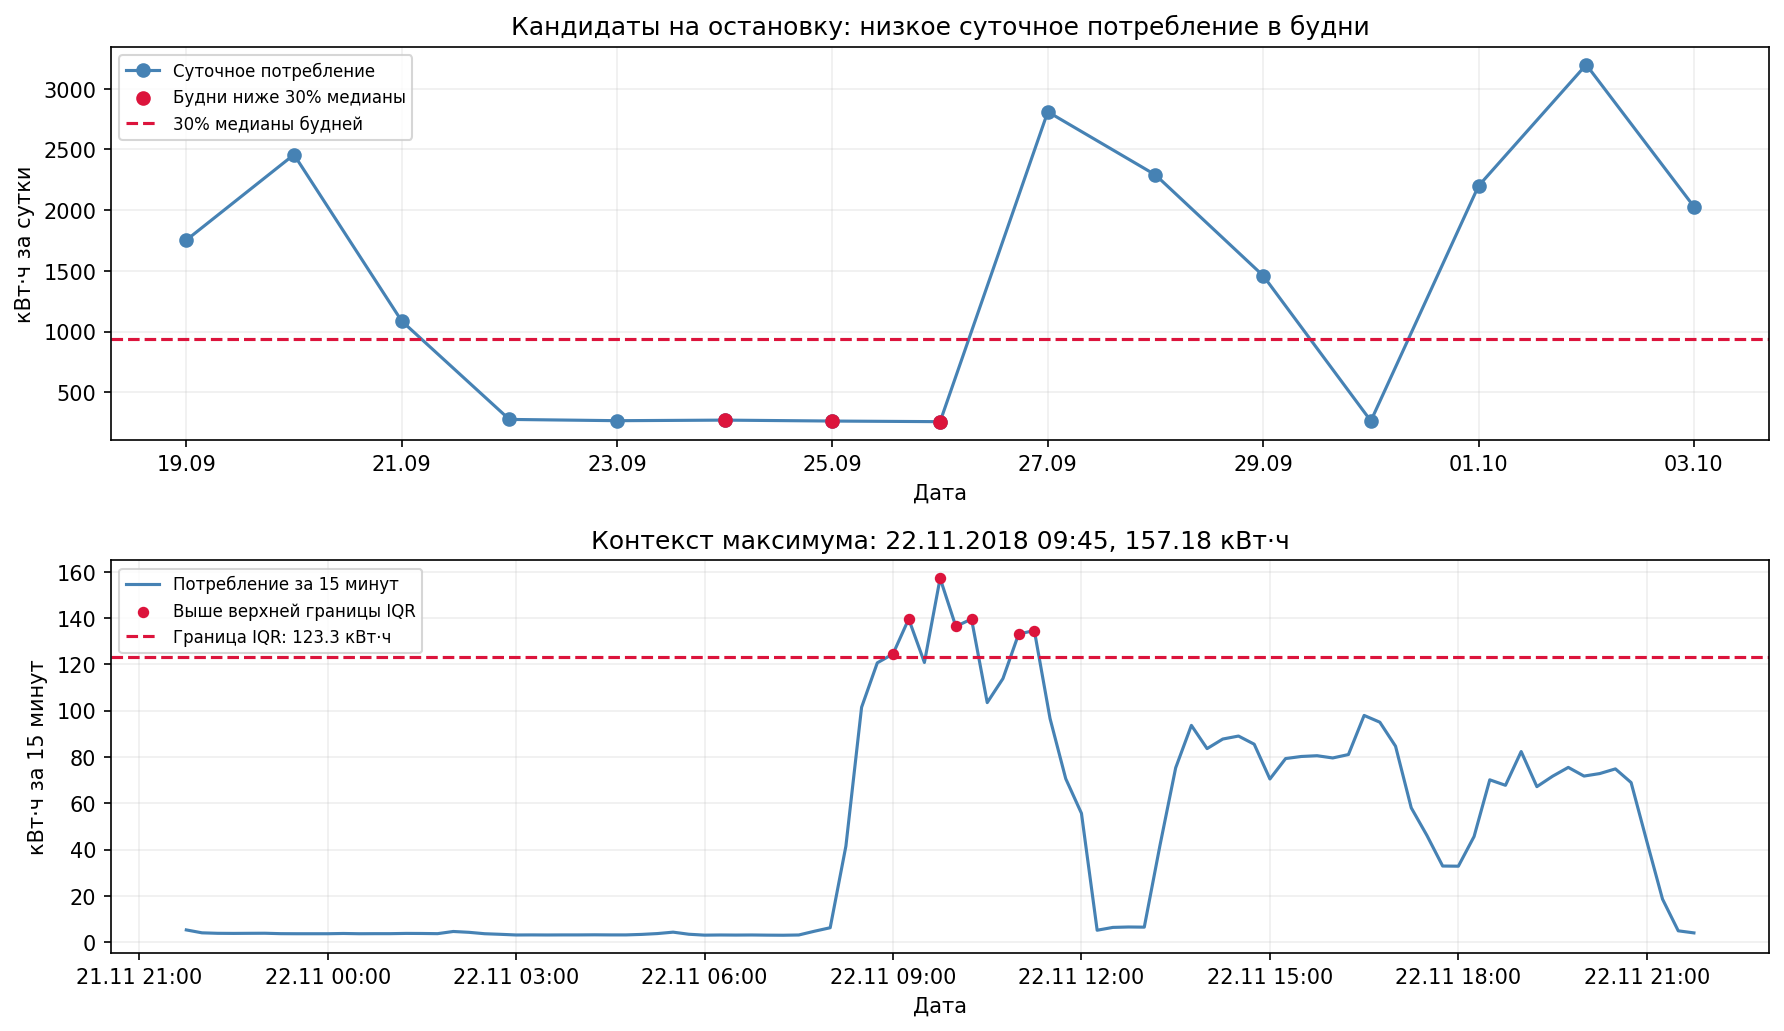 Кандидаты на остановку: низкое суточное потребление в будни
Суточное потребление
Будни ниже 30% медианы
30% медианы будней
кВт·ч за сутки
3000
2500
2000
1500
1000
500
19.09 21.09 23.09 25.09 27.09 29.09 01.10 03.10
Дата
Контекст максимума: 22.11.2018 09:45, 157.18 кВт·ч
Потребление за 15 минут
Выше верхней границы IQR
Граница IQR: 123.3 кВт·ч
кВт·ч за 15 минут
160
140
120
100
80
60
40
20
0
21.11 21:00 22.11 00:00 22.11 03:00 22.11 06:00 22.11 09:00 22.11 12:00 22.11 15:00 22.11 18:00 22.11 21:00
Дата